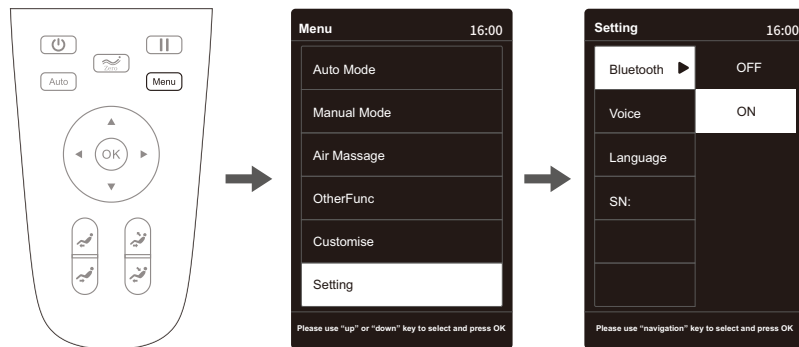 Zero
Auto
Menu
OK
Menu 16:00
Auto Mode
Manual Mode
Air Massage
OtherFunc
Customise
Setting
Please use “up” or “down” key to select and press OK
Setting 16:00
Bluetooth OFF
Voice ON
Language
SN:
Please use “navigation” key to select and press OK